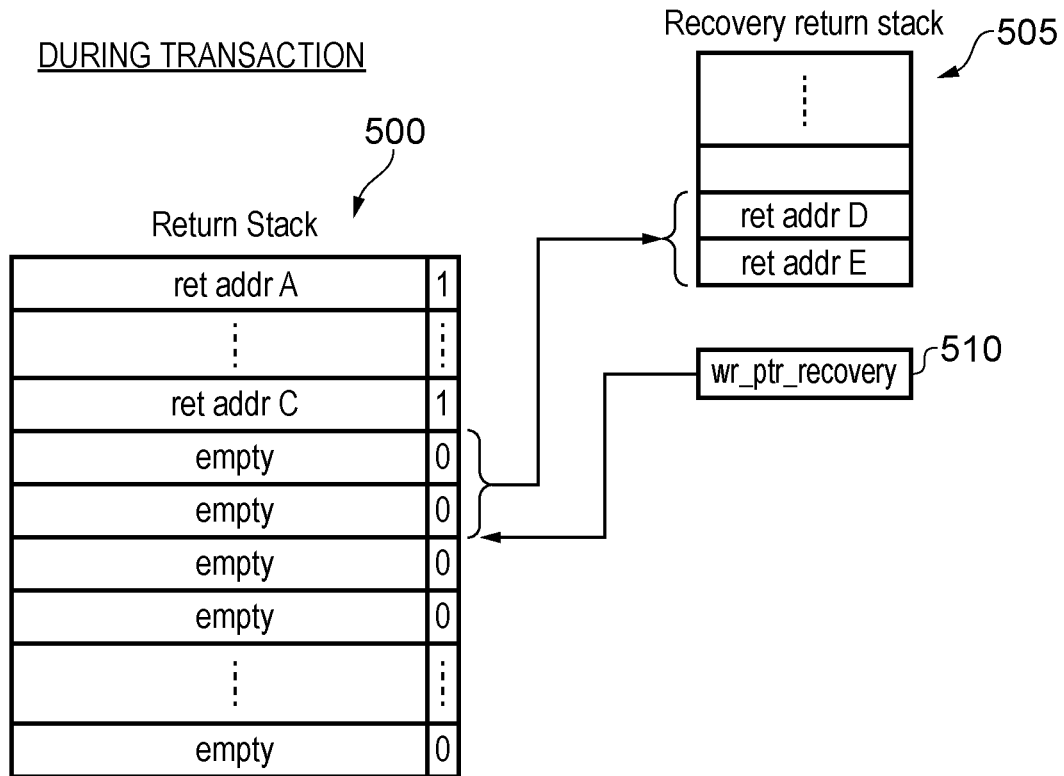 DURING TRANSACTION
Recovery return stack
505
500
Return Stack
ret addr D
ret addr E
ret addr A 1
ret addr C 1
wr_ptr_recovery
510
empty 0
empty 0
empty 0
empty 0
empty 0